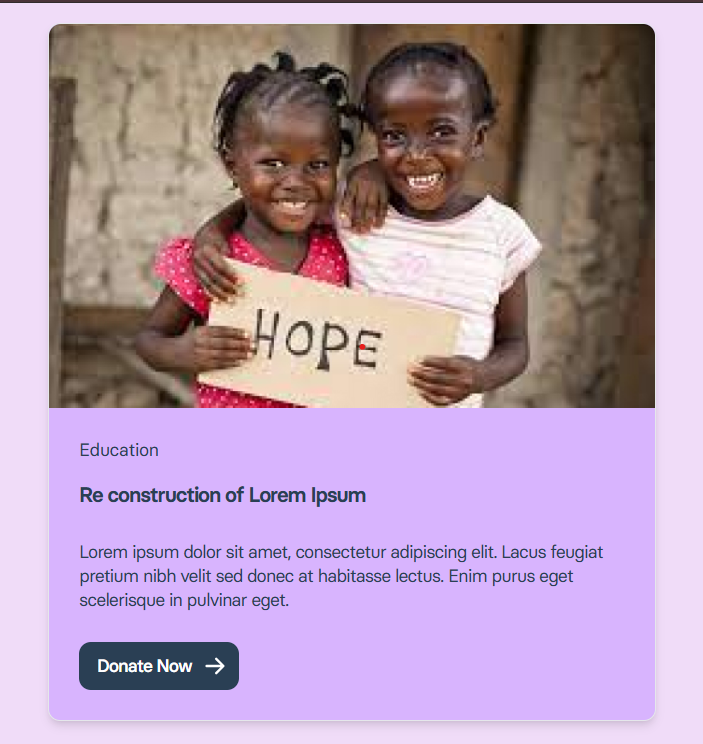 HOPE
Education
Re construction of Lorem Ipsum
Lorem ipsum dolor sit amet, consectetur adipiscing elit. Lacus feugiat
pretium nibh velit sed donec at habitasse lectus. Enim purus eget
scelerisque in pulvinar eget.
Donate Now